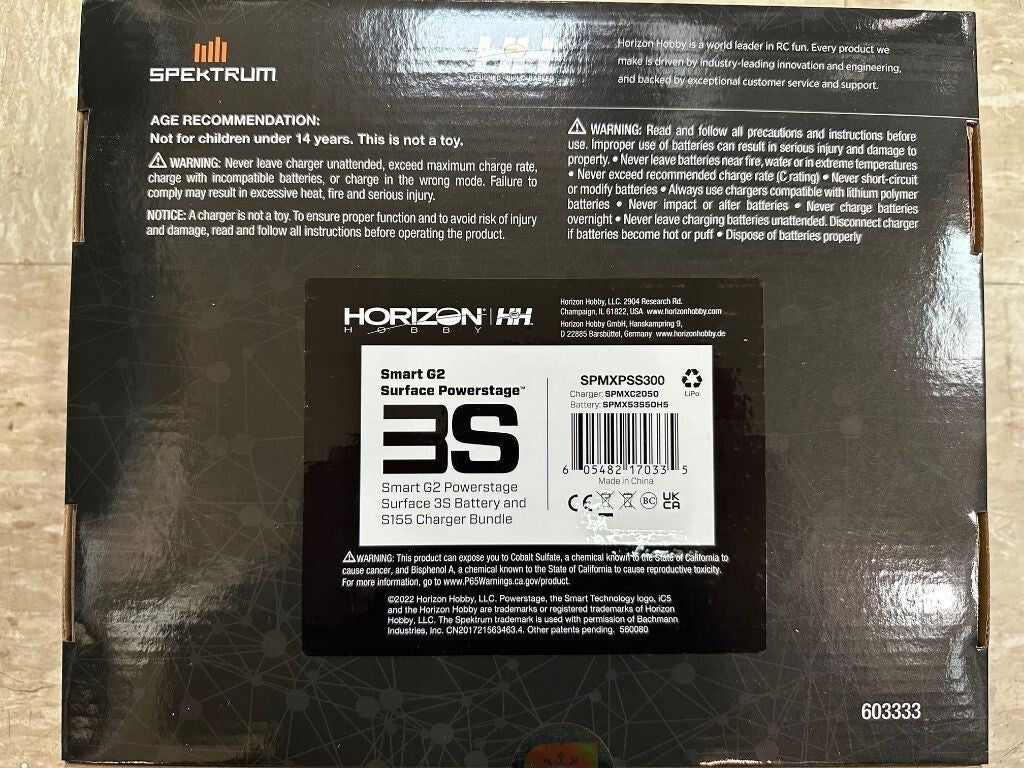 SPEKTRUM
HH
Horizon Hobby is a world leader in RC fun. Every product we
make is driven by industry-leading innovation and engineering,
and backed by exceptional customer service and support.
AGE RECOMMENDATION:
Not for children under 14 years. This is not a toy.
WARNING: Never leave charger unattended, exceed maximum charge rate,
charge with incompatible batteries, or charge in the wrong mode. Failure to
comply may result in excessive heat, fire and serious injury.
NOTICE: A charger is not a toy. To ensure proper function and to avoid risk of injury
and damage, read and follow all instructions before operating the product.
WARNING: Read and follow all precautions and instructions before
use. Improper use of batteries can result in serious injury and damage to
property. • Never leave batteries near fire, water or in extreme temperatures
• Never exceed recommended charge rate (C rating) • Never short-circuit
or modify batteries • Always use chargers compatible with lithium polymer
batteries • Never impact or alter batteries • Never charge batteries
overnight • Never leave charging batteries unattended. Disconnect charger
if batteries become hot or puff • Dispose of batteries properly
HORIZON HH
HOBBY
Horizon Hobby, LLC. 2904 Research Rd.
Champaign, IL 61822, USA www.horizonhobby.com
Horizon Hobby GmbH, Hanskampring 9,
D 22885 Barsbüttel, Germany www.horizonhobby.de
Smart G2
Surface Powerstage™
3S
Smart G2 Powerstage
Surface 3S Battery and
S155 Charger Bundle
SPMXPSS300
Charger: SPMXC2050
Battery: SPMX53S50H5
LiPo
6 05482 17033 5
Made in China
CE BC UK
CA
WARNING: This product can expose you to Cobalt Sulfate, a chemical known to the State of California to
cause cancer, and Bisphenol A, a chemical known to the State of California to cause reproductive toxicity.
For more information, go to www.P65Warnings.ca.gov/product.
©2022 Horizon Hobby, LLC. Powerstage, the Smart Technology logo, iC5
and the Horizon Hobby are trademarks or registered trademarks of Horizon
Hobby, LLC. The Spektrum trademark is used with permission of Bachmann
Industries, Inc. CN201721563463.4. Other patents pending. 560080
603333